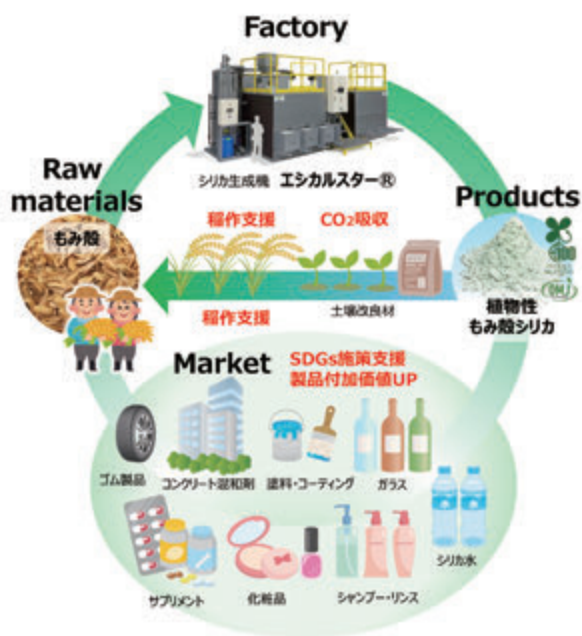 Factory
シリカ生成機 エシカルスター®
Raw
materials
もみ殻
稲作支援
CO2吸収
Products
植物性
もみ殻シリカ
土壌改良材
稲作支援
Market
SDGs施策支援
製品付加価値UP
ゴム製品
コンクリート混和剤
塗料・コーティング
ガラス
シリカ水
サプリメント
化粧品
シャンプー・リンス